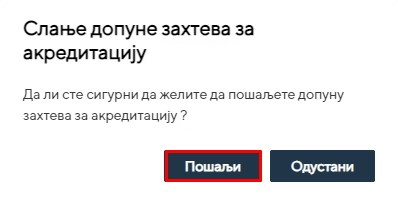 Слање допуне захтева за
акредитацију
Да ли сте сигурни да желите да пошаљете допуну
захтева за акредитацију ?
Пошаљи Одустани